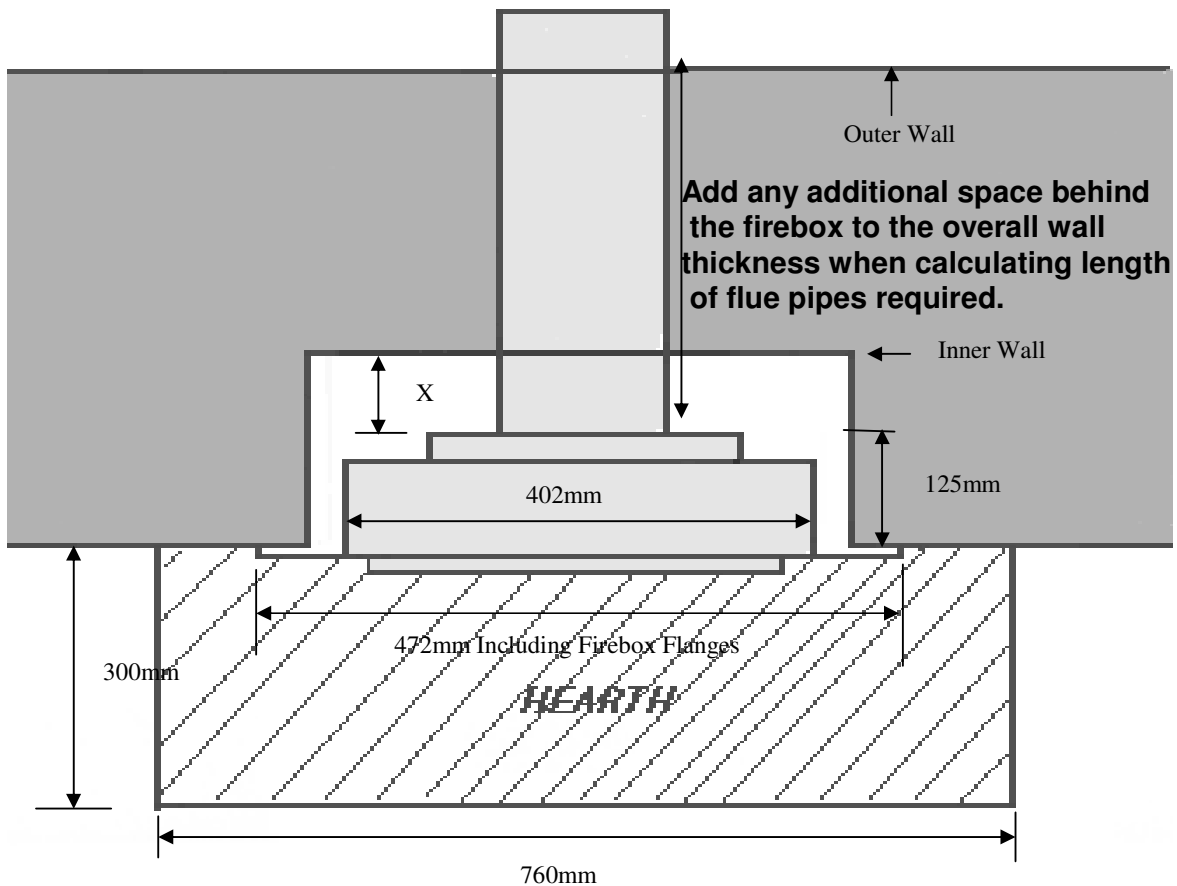 Outer Wall
Add any additional space behind
the firebox to the overall wall
thickness when calculating length
of flue pipes required.
Inner Wall
X
125mm
402mm
472mm Including Firebox Flanges
300mm
HEARTH
760mm